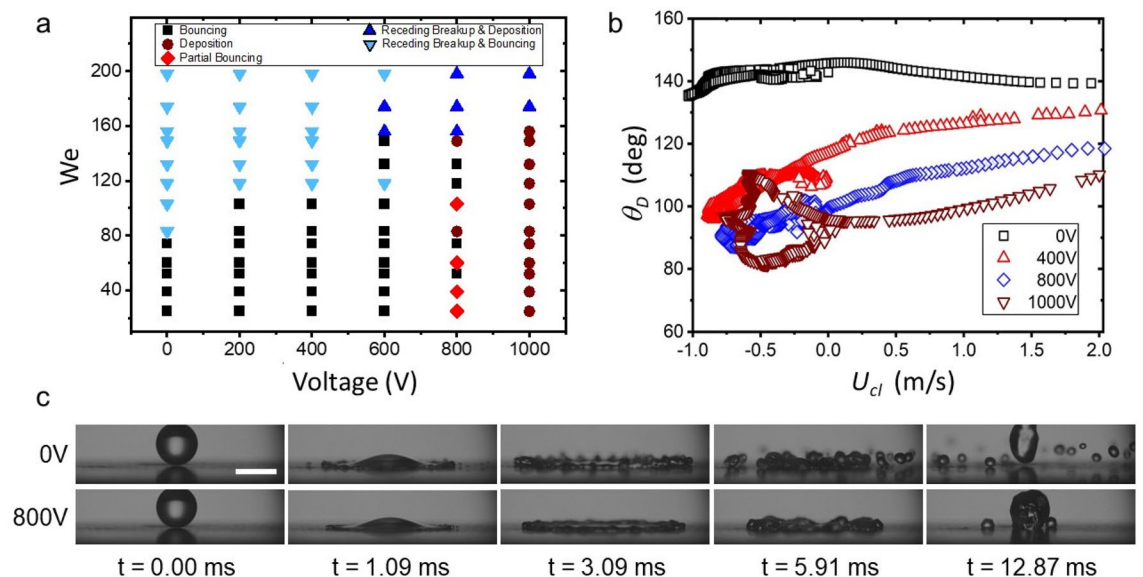 a
Bouncing
Deposition
Partial Bouncing
Receding Breakup & Deposition
Receding Breakup & Bouncing
200
160
120
80
40
We
0 200 400 600 800 1000
Voltage (V)
b
160
140
120
100
80
60
θD (deg)
0V
400V
800V
1000V
-1.0 -0.5 0.0 0.5 1.0 1.5 2.0
Ucl (m/s)
c
0V
800V
t = 0.00 ms t = 1.09 ms t = 3.09 ms t = 5.91 ms t = 12.87 ms